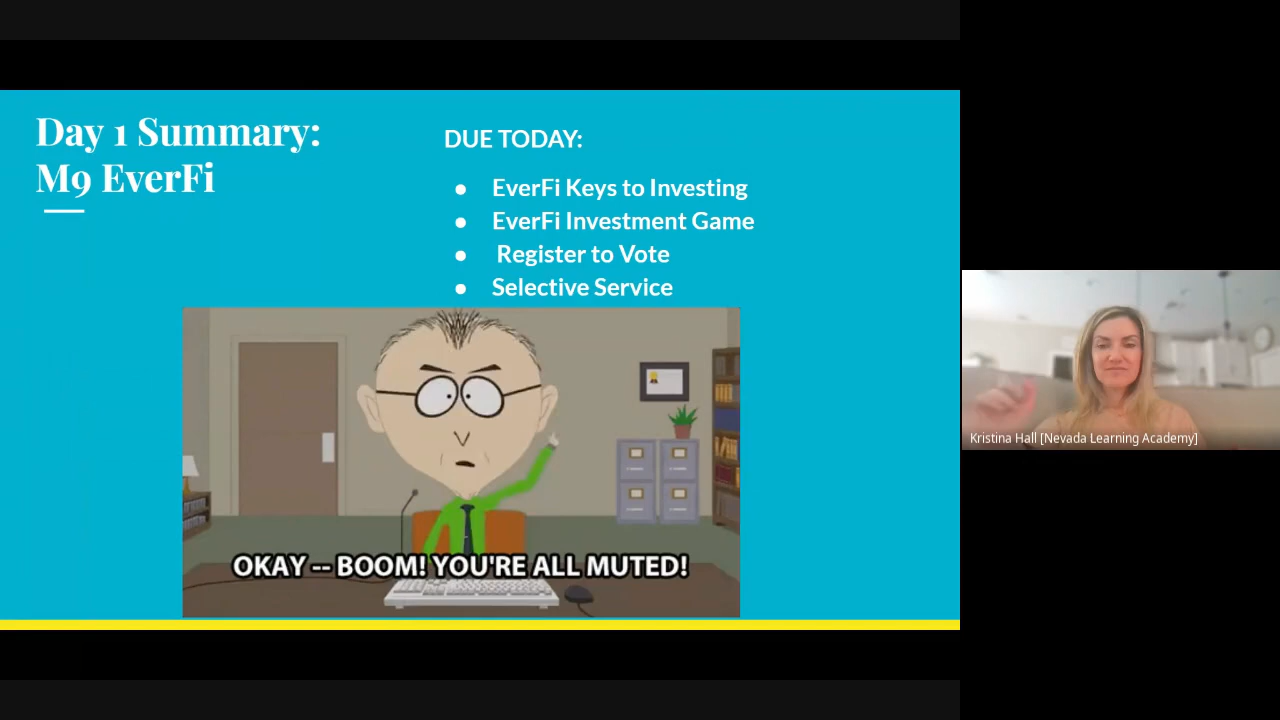 Day 1 Summary:
M9 EverFi
DUE TODAY:
● EverFi Keys to Investing
● EverFi Investment Game
● Register to Vote
● Selective Service
OKAY -- BOOM! YOU'RE ALL MUTED!
Kristina Hall [Nevada Learning Academy]